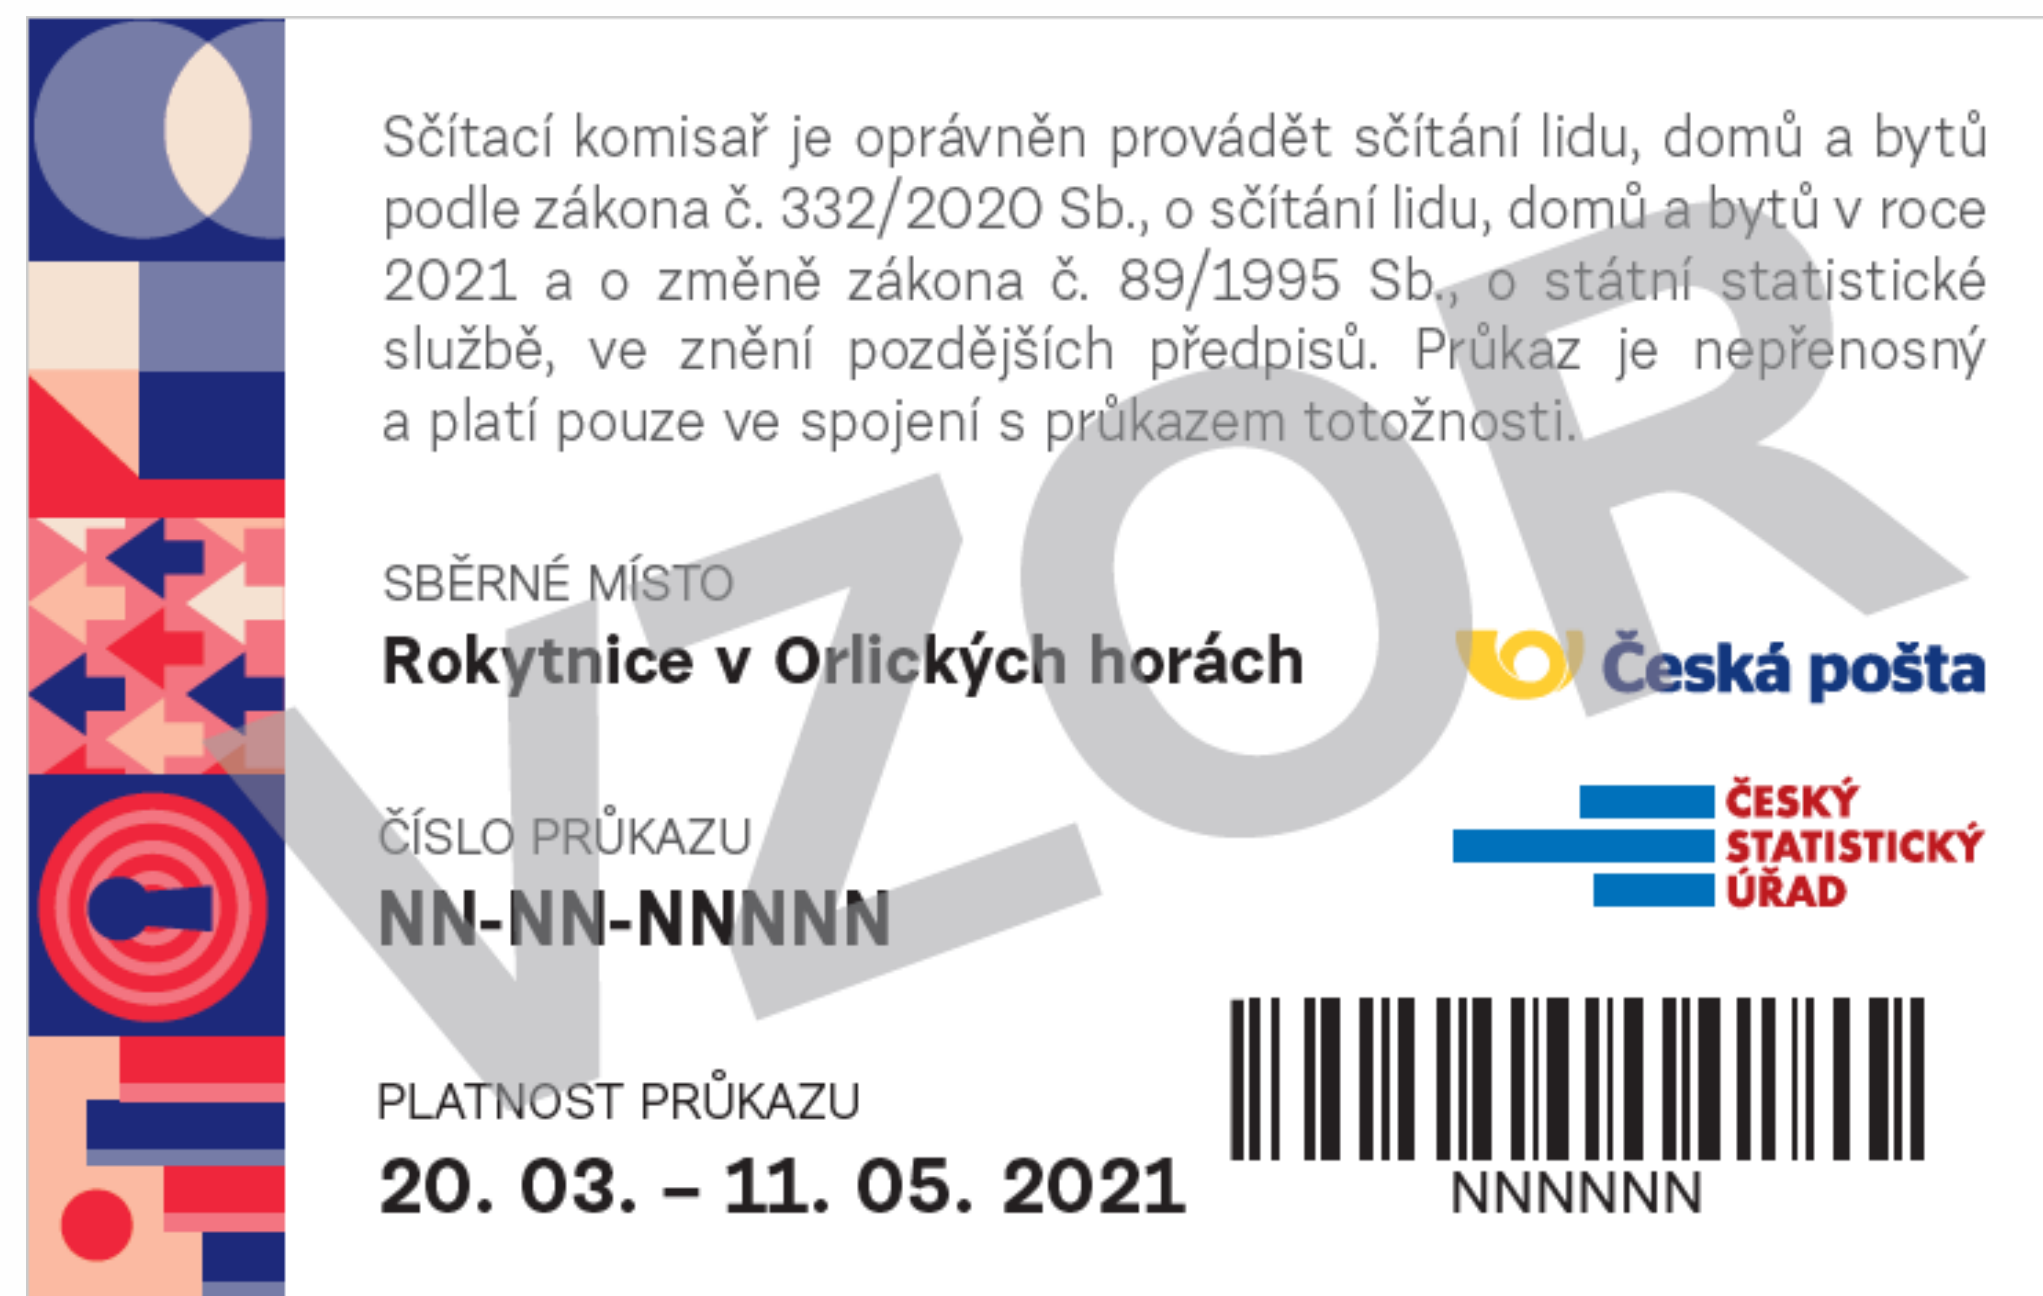 Sčítací komisař je oprávněn provádět sčítání lidu, domů a bytů
podle zákona č. 332/2020 Sb., o sčítání lidu, domů a bytů v roce
2021 a o změně zákona č. 89/1995 Sb., o státní statistické
službě, ve znění pozdějších předpisů. Průkaz je nepřenosný
a platí pouze ve spojení s průkazem totožnosti.
VZOR
SBĚRNÉ MÍSTO
Rokytnice v Orlických horách
Česká pošta
ČÍSLO PRŮKAZU
NN-NN-NNNNN
ČESKÝ
STATISTICKÝ
ÚŘAD
PLATNOST PRŮKAZU
20. 03. – 11. 05. 2021
NNNNNN